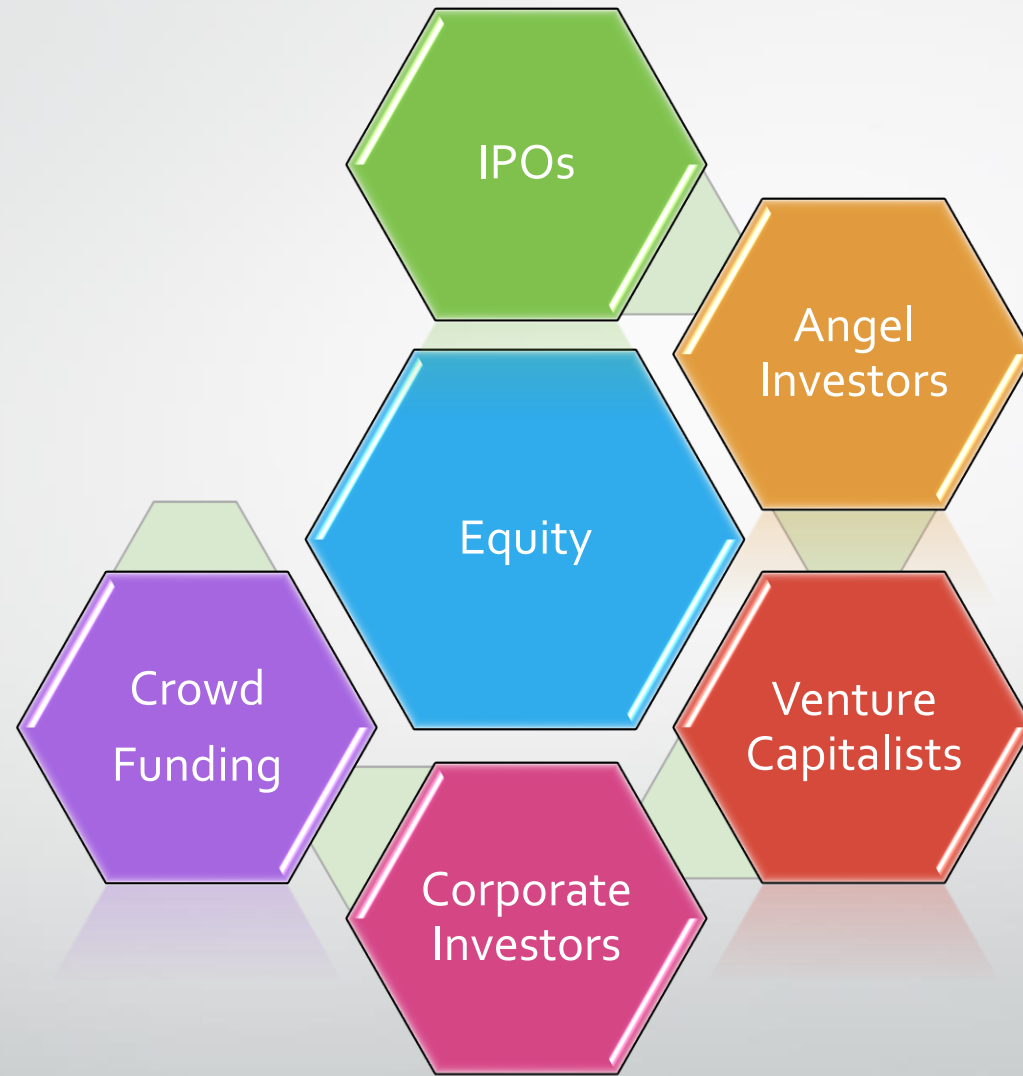 IPOs
Angel
Investors
Equity
Crowd
Funding
Venture
Capitalists
Corporate
Investors